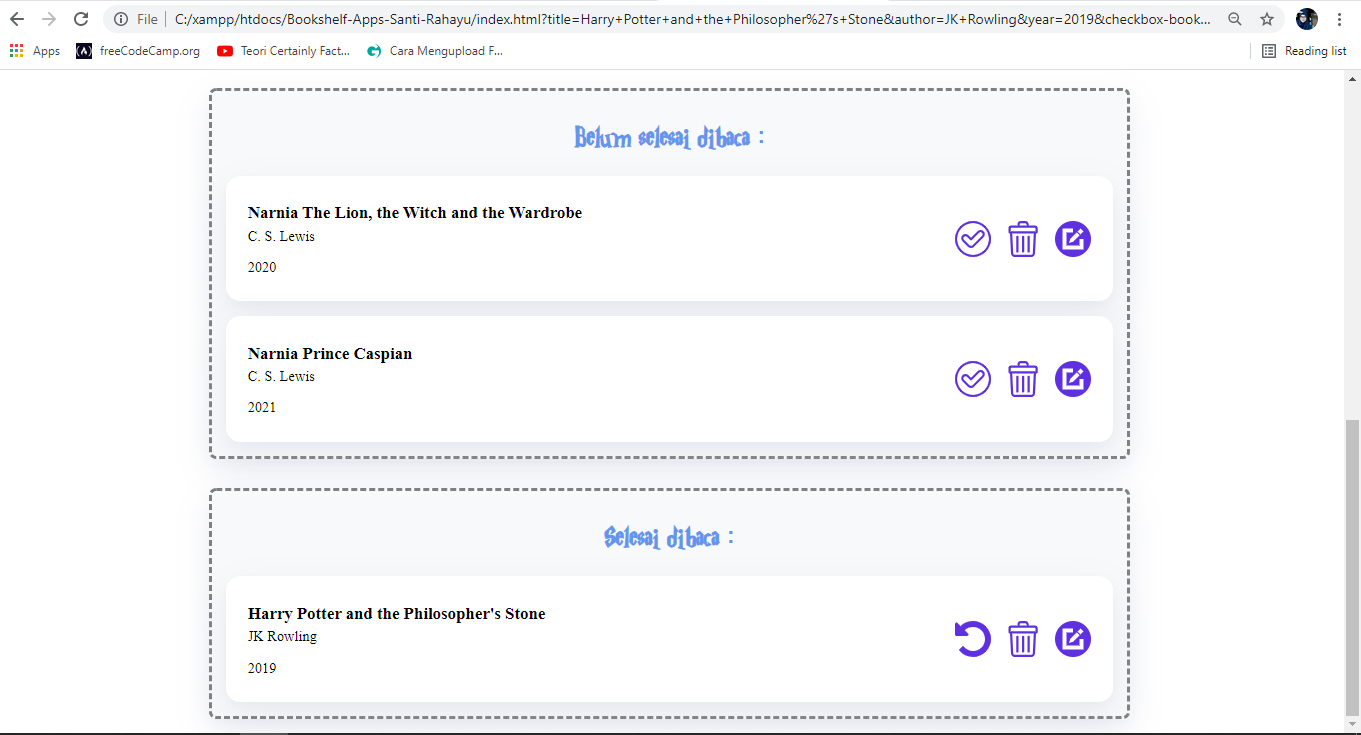 File
C:/xampp/htdocs/Bookshelf-Apps-Santi-Rahayu/index.html?title=Harry+Potter+and+the+Philosopher%27s+Stone&author=JK+Rowling&year=2019&checkbox-book...
Apps
freeCodeCamp.org
Teori Certainly Fact...
Cara Mengupload F...
Reading list
Belum selesai dibaca :
Narnia The Lion, the Witch and the Wardrobe
C. S. Lewis
2020
Narnia Prince Caspian
C. S. Lewis
2021
Selesai dibaca :
Harry Potter and the Philosopher's Stone
JK Rowling
2019